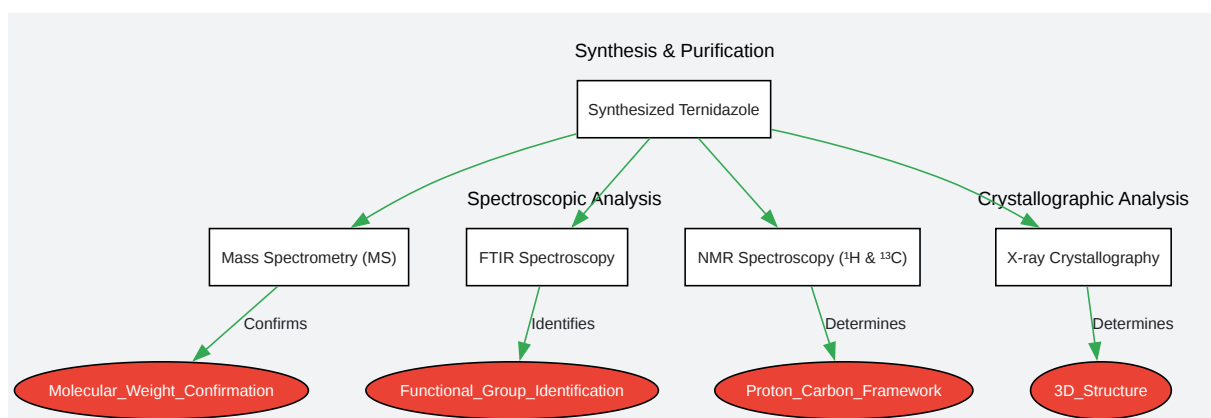 Synthesis & Purification
Synthesized Ternidazole
Spectroscopic Analysis
Crystallographic Analysis
Mass Spectrometry (MS)
FTIR Spectroscopy
NMR Spectroscopy (¹H & ¹³C)
X-ray Crystallography
Confirms
Identifies
Determines
Determines
Molecular_Weight_Confirmation
Functional_Group_Identification
Proton_Carbon_Framework
3D_Structure